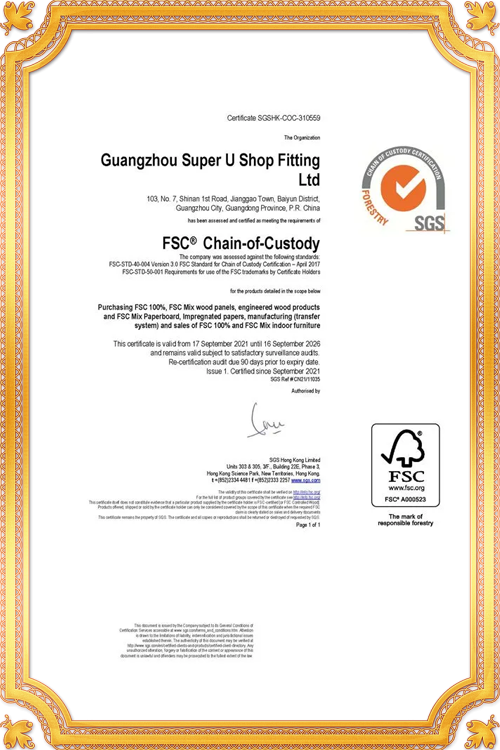 Certificate SGSHK-COC-310559
The Organization
Guangzhou Super U Shop Fitting
Ltd
103, No. 7, Shinan 1st Road, Jianggao Town, Baiyun District,
Guangzhou City, Guangdong Province, P.R. China
has been assessed and certified as meeting the requirements of
FSC® Chain-of-Custody
The company was assessed against the following standards:
FSC-STD-40-004 Version 3.0 FSC Standard for Chain of Custody Certification – April 2017
FSC-STD-50-001 Requirements for use of the FSC trademarks by Certificate Holders
for the products detailed in the scope below
Purchasing FSC 100%, FSC Mix wood panels, engineered wood products
and FSC Mix Paperboard, Impregnated papers, manufacturing (transfer
system) and sales of FSC 100% and FSC Mix indoor furniture
This certificate is valid from 17 September 2021 until 16 September 2026
and remains valid subject to satisfactory surveillance audits.
Re-certification audit due 90 days prior to expiry date.
Issue 1. Certified since September 2021
SGS Ref # CN21/11035
Authorised by
SGS Hong Kong Limited
Units 303 & 305, 3/F., Building 22E, Phase 3,
Hong Kong Science Park, New Territories, Hong Kong.
t +(852)2334 4481 f +(852)2333 2257 www.sgs.com
The validity of this certificate shall be verified on http://info.fsc.org/
For the full list of product groups covered by the certificate see http://info.fsc.org/
This certificate itself does not constitute evidence that a particular product supplied by the certificate holder is FSC-certified (or FSC Controlled Wood).
Products offered, shipped or sold by the certificate holder can only be considered covered by the scope of this certificate when the required FSC
claim is clearly stated on sales and delivery documents
This certificate remains the property of SGS. The certificate and all copies or reproductions shall be returned or destroyed if requested by SGS.
Page 1 of 1
CHAIN OF CUSTODY CERTIFICATION
FORESTRY
SGS
FSC
www.fsc.org
FSC® A000523
The mark of
responsible forestry
This document is issued by the Company subject to its General Conditions of
Certification Services accessible at www.sgs.com/terms_and_conditions.htm. Attention
is drawn to the limitations of liability, indemnification and jurisdictional issues
established therein. The authenticity of this document may be verified at
http://www.sgs.com/en/certified-clients-and-products/certified-client-directory. Any
unauthorized alteration, forgery or falsification of the content or appearance of this
document is unlawful and offenders may be prosecuted to the fullest extent of the law.